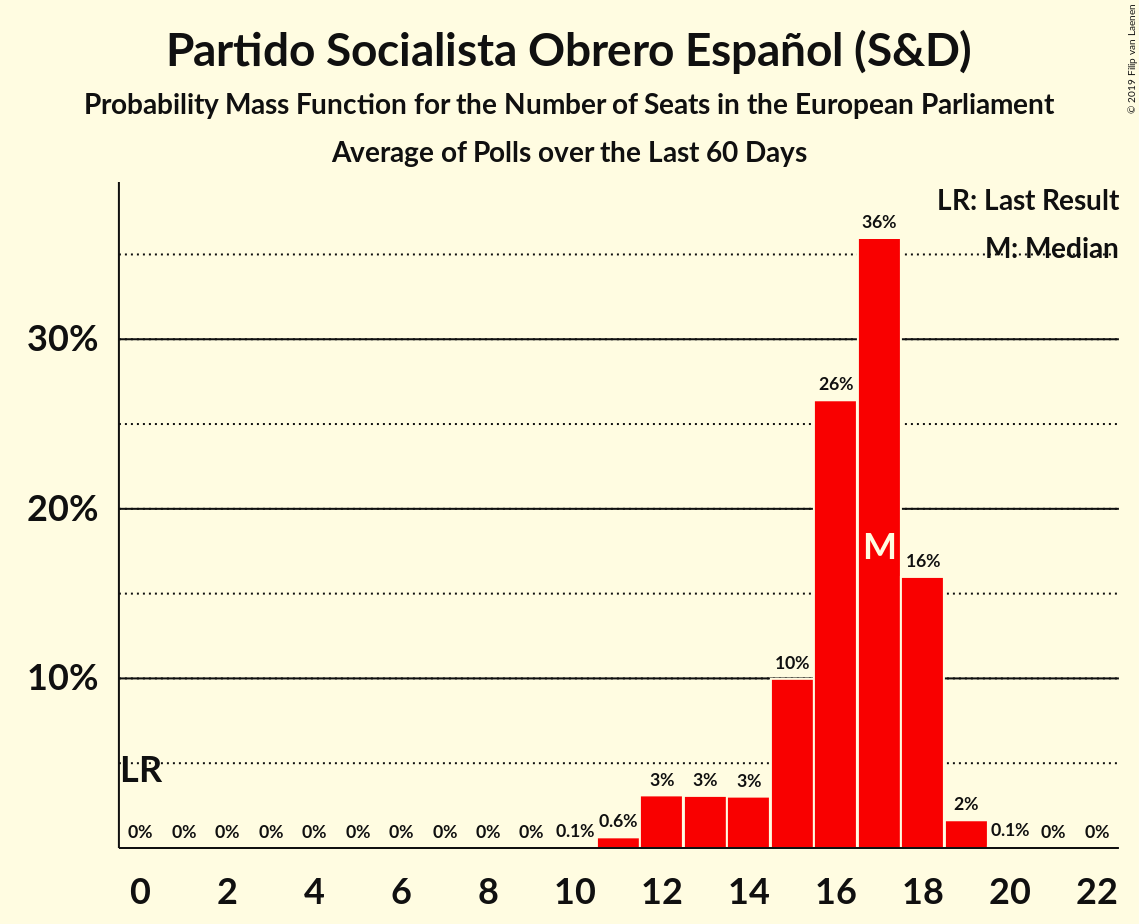 Partido Socialista Obrero Español (S&D)
Probability Mass Function for the Number of Seats in the European Parliament
Average of Polls over the Last 60 Days
© 2019 Filip van Laenen
LR: Last Result
M: Median
36%
30%
26%
20%
M
16%
10%
10%
LR
0% 0% 0% 0% 0% 0% 0% 0% 0% 0% 0.1% 0.6% 3% 3% 3% 2% 0.1% 0% 0%
0 2 4 6 8 10 12 14 16 18 20 22